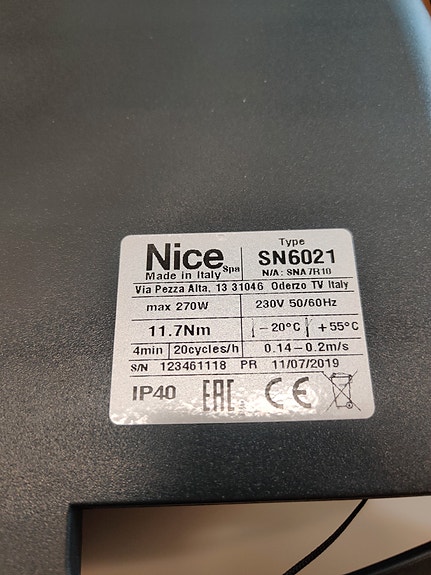 Nice Spa
Type
SN6021
Made in Italy
N/A: SNA7R10
Via Pezza Alta, 13 31046 Oderzo TV Italy
max 270W
230V 50/60Hz
11.7Nm
-20°C
+55°C
4min
20cycles/h
0.14-0.2m/s
S/N 123461118 PR 11/07/2019
IP40
EAC
CE